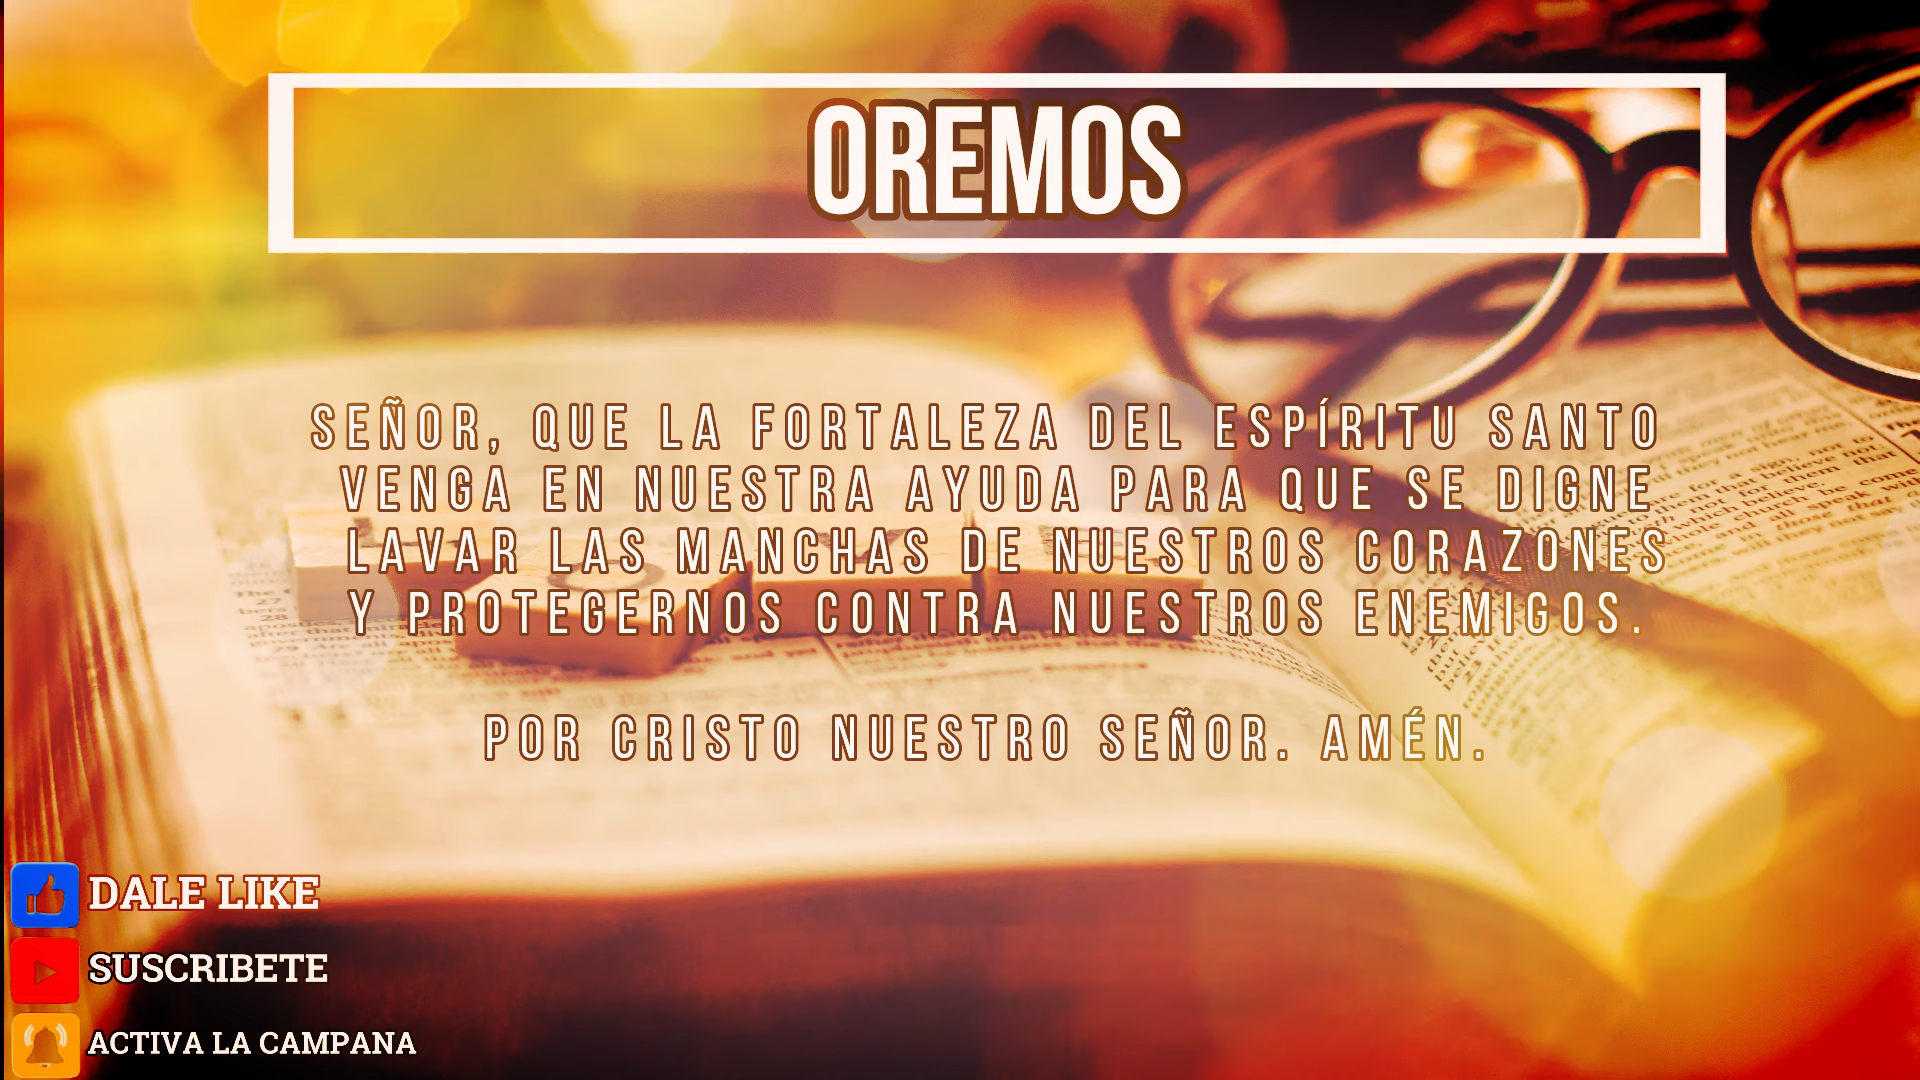 OREMOS
SEÑOR, QUE LA FORTALEZA DEL ESPÍRITU SANTO
VENGA EN NUESTRA AYUDA PARA QUE SE DIGNE
LAVAR LAS MANCHAS DE NUESTROS CORAZONES
Y PROTEGERNOS CONTRA NUESTROS ENEMIGOS.
POR CRISTO NUESTRO SEÑOR. AMÉN.
DALE LIKE
SUSCRIBETE
ACTIVA LA CAMPANA